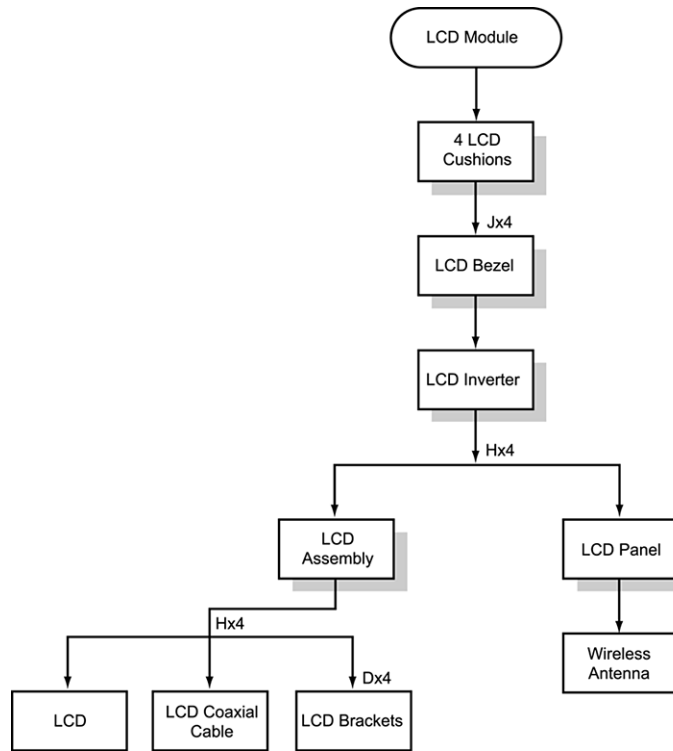 LCD Module
4 LCD
Cushions
Jx4
LCD Bezel
LCD Inverter
Hx4
LCD
Assembly
LCD Panel
Hx4
Wireless
Antenna
Dx4
LCD
LCD Coaxial
Cable
LCD Brackets